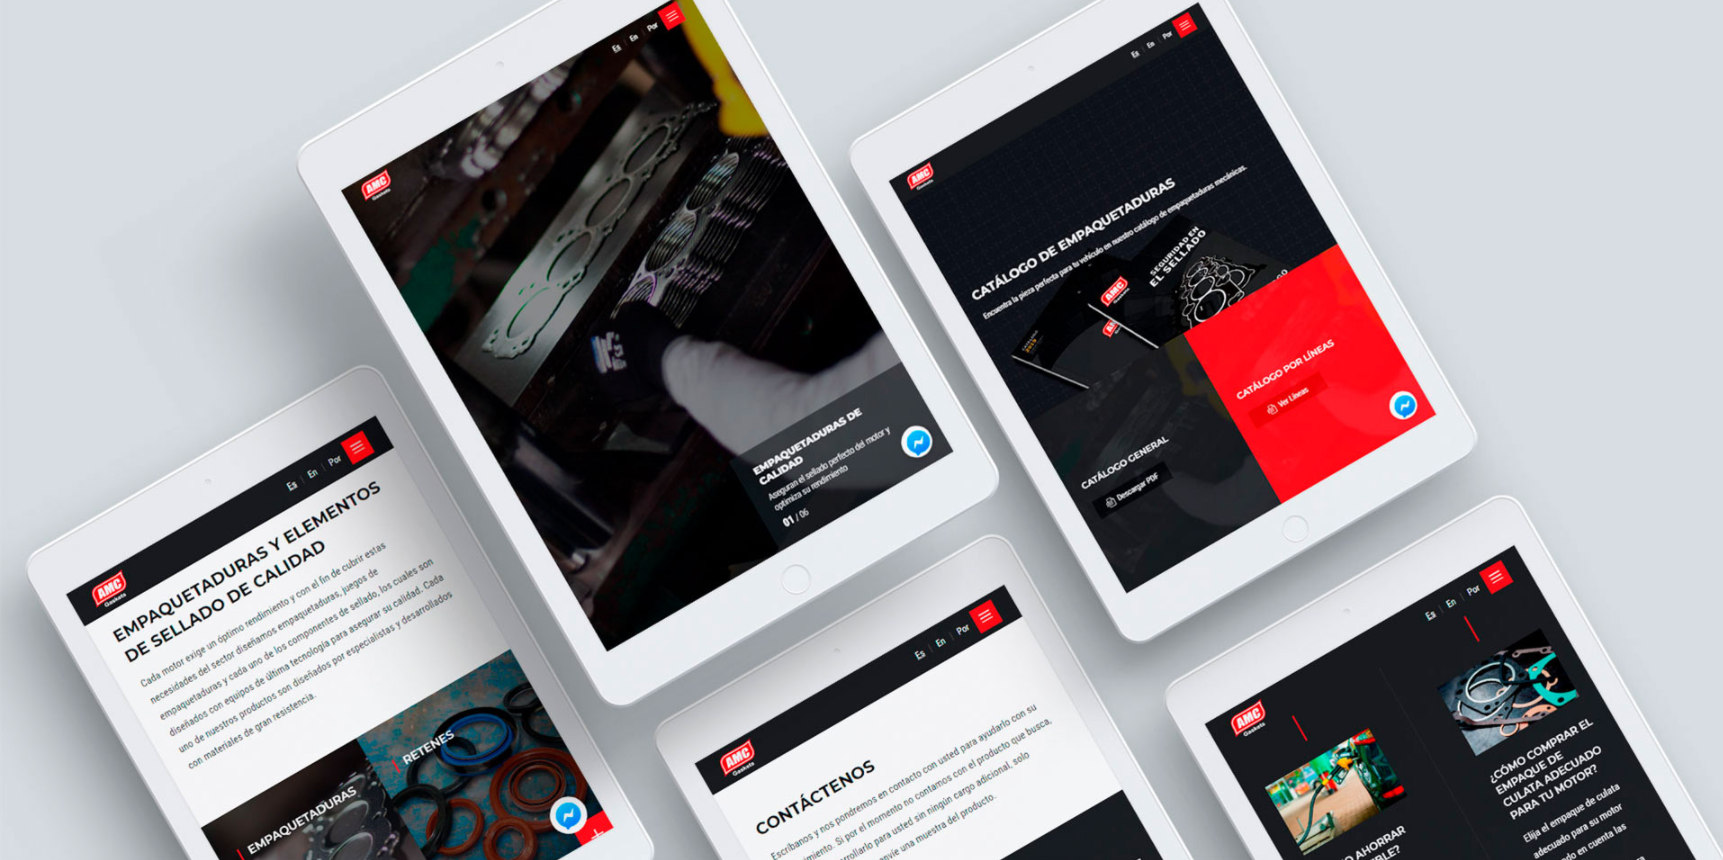 Es En Por
AMC
Gaskets
EMPAQUETADURAS DE
CALIDAD
Aseguran el sellado perfecto del motor y
optimiza su rendimiento
01 / 06
Es En Por
AMC
Gaskets
CATÁLOGO DE EMPAQUETADURAS
Encuentra la pieza perfecta para tu vehículo en nuestro catálogo de empaquetaduras mecánicas.
SEGURIDAD EN
EL SELLADO
AMC
CATÁLOGO POR LÍNEAS
Ver Líneas
CATÁLOGO GENERAL
Descargar PDF
Es En Por
AMC
Gaskets
EMPAQUETADURAS Y ELEMENTOS
DE SELLADO DE CALIDAD
Cada motor exige un óptimo rendimiento y con el fin de cubrir estas
necesidades del sector diseñamos empaquetaduras, juegos de
empaquetaduras y cada uno de los componentes de sellado, los cuales son
diseñados con equipos de última tecnología para asegurar su calidad. Cada
uno de nuestros productos son diseñados por especialistas y desarrollados
con materiales de gran resistencia.
EMPAQUETADURAS
RETENES
Es En Por
AMC
Gaskets
CONTÁCTENOS
Escríbanos y nos pondremos en contacto con usted para ayudarlo con su
imiento. Si por el momento no contamos con el producto que busca,
rrollarlo para usted sin ningún cargo adicional, solo
nvíe una muestra del producto.
Es En Por
AMC
Gaskets
O AHORRAR
IBLE?
¿CÓMO COMPRAR EL
EMPAQUE DE
CULATA ADECUADO
PARA TU MOTOR?
Elija el empaque de culata
adecuado para su motor
en cuenta las